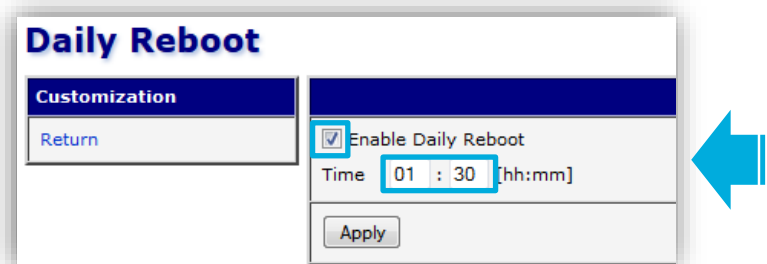 Daily Reboot
Customization
Return
Enable Daily Reboot
Time 01 : 30 [hh:mm]
Apply